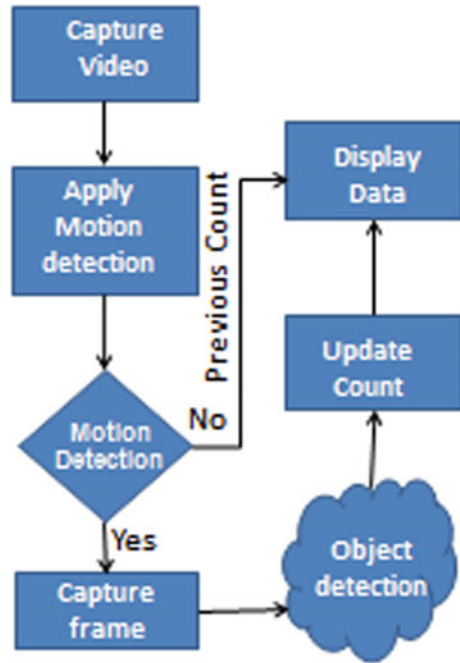 Capture
Video
Apply
Motion
detection
Motion
Detection
No
Previous Count
Yes
Capture
frame
Object
detection
Update
Count
Display
Data